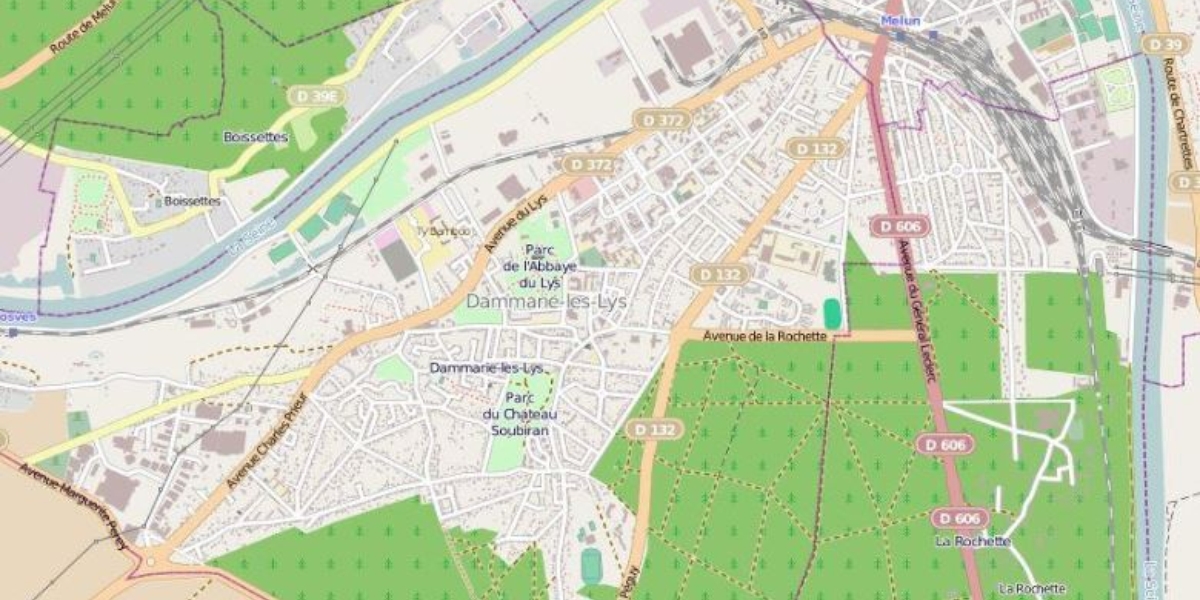 Route de Melun
Melun
D 39
Route de Chartrettes
D 39E
Boissettes
D 372
D 132
D 372
Boissettes
La Seine
Avenue du Lys
Ty Bamboo
D 606
Avenue du Général Leclerc
Parc
de l'Abbaye
du Lys
D 132
Dammarie-les-Lys
Avenue de la Rochette
Dammarie-les-Lys
Parc
du Château
Soubiran
Avenue Charles Prieur
D 132
D 606
Avenue Marguerite Perey
D 606
La Rochette
La Rochette